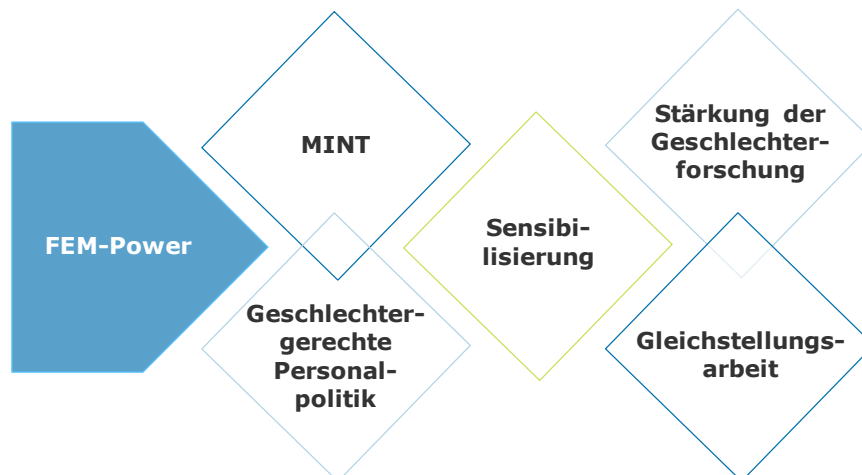 FEM-Power
MINT
Geschlechter-
gerechte
Personal-
politik
Sensibi-
lisierung
Stärkung der
Geschlechter-
forschung
Gleichstellungs-
arbeit